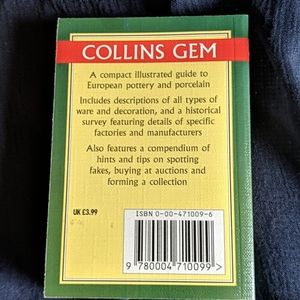 COLLINS GEM
A compact illustrated guide to
European pottery and porcelain
Includes descriptions of all types of
ware and decoration, and a historical
survey featuring details of specific
factories and manufacturers
Also features a compendium of
hints and tips on spotting
fakes, buying at auctions and
forming a collection
UK £3.99
ISBN 0-00-471009-6
9 780004 710099 >